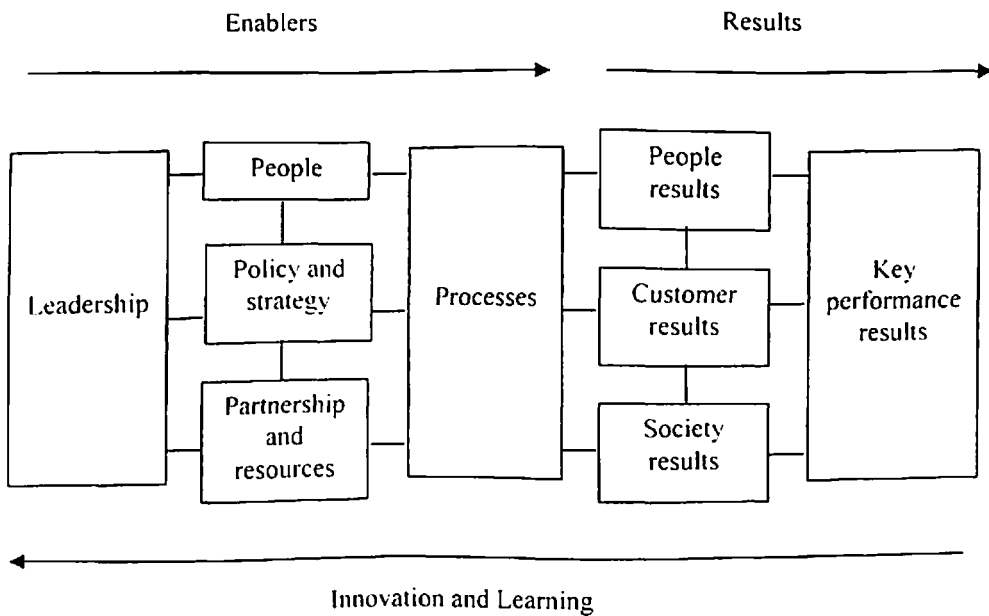 Enablers
Results
Leadership
People
Policy and
strategy
Partnership
and
resources
Processes
People
results
Customer
results
Society
results
Key
performance
results
Innovation and Learning